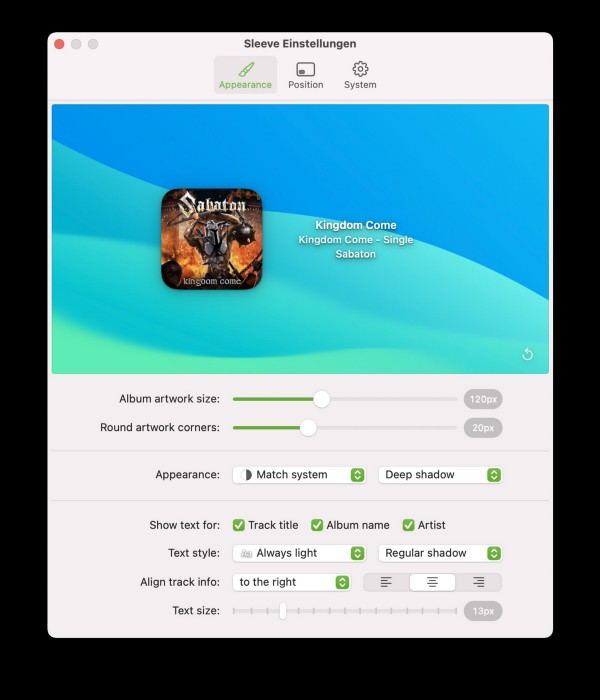 Sleeve Einstellungen
Appearance Position System
Sabaton
kingdom come
Kingdom Come
Kingdom Come - Single
Sabaton
Album artwork size: 120px
Round artwork corners: 20px
Appearance: Match system Deep shadow
Show text for: Track title Album name Artist
Text style: Always light Regular shadow
Align track info: to the right
Text size: 13px